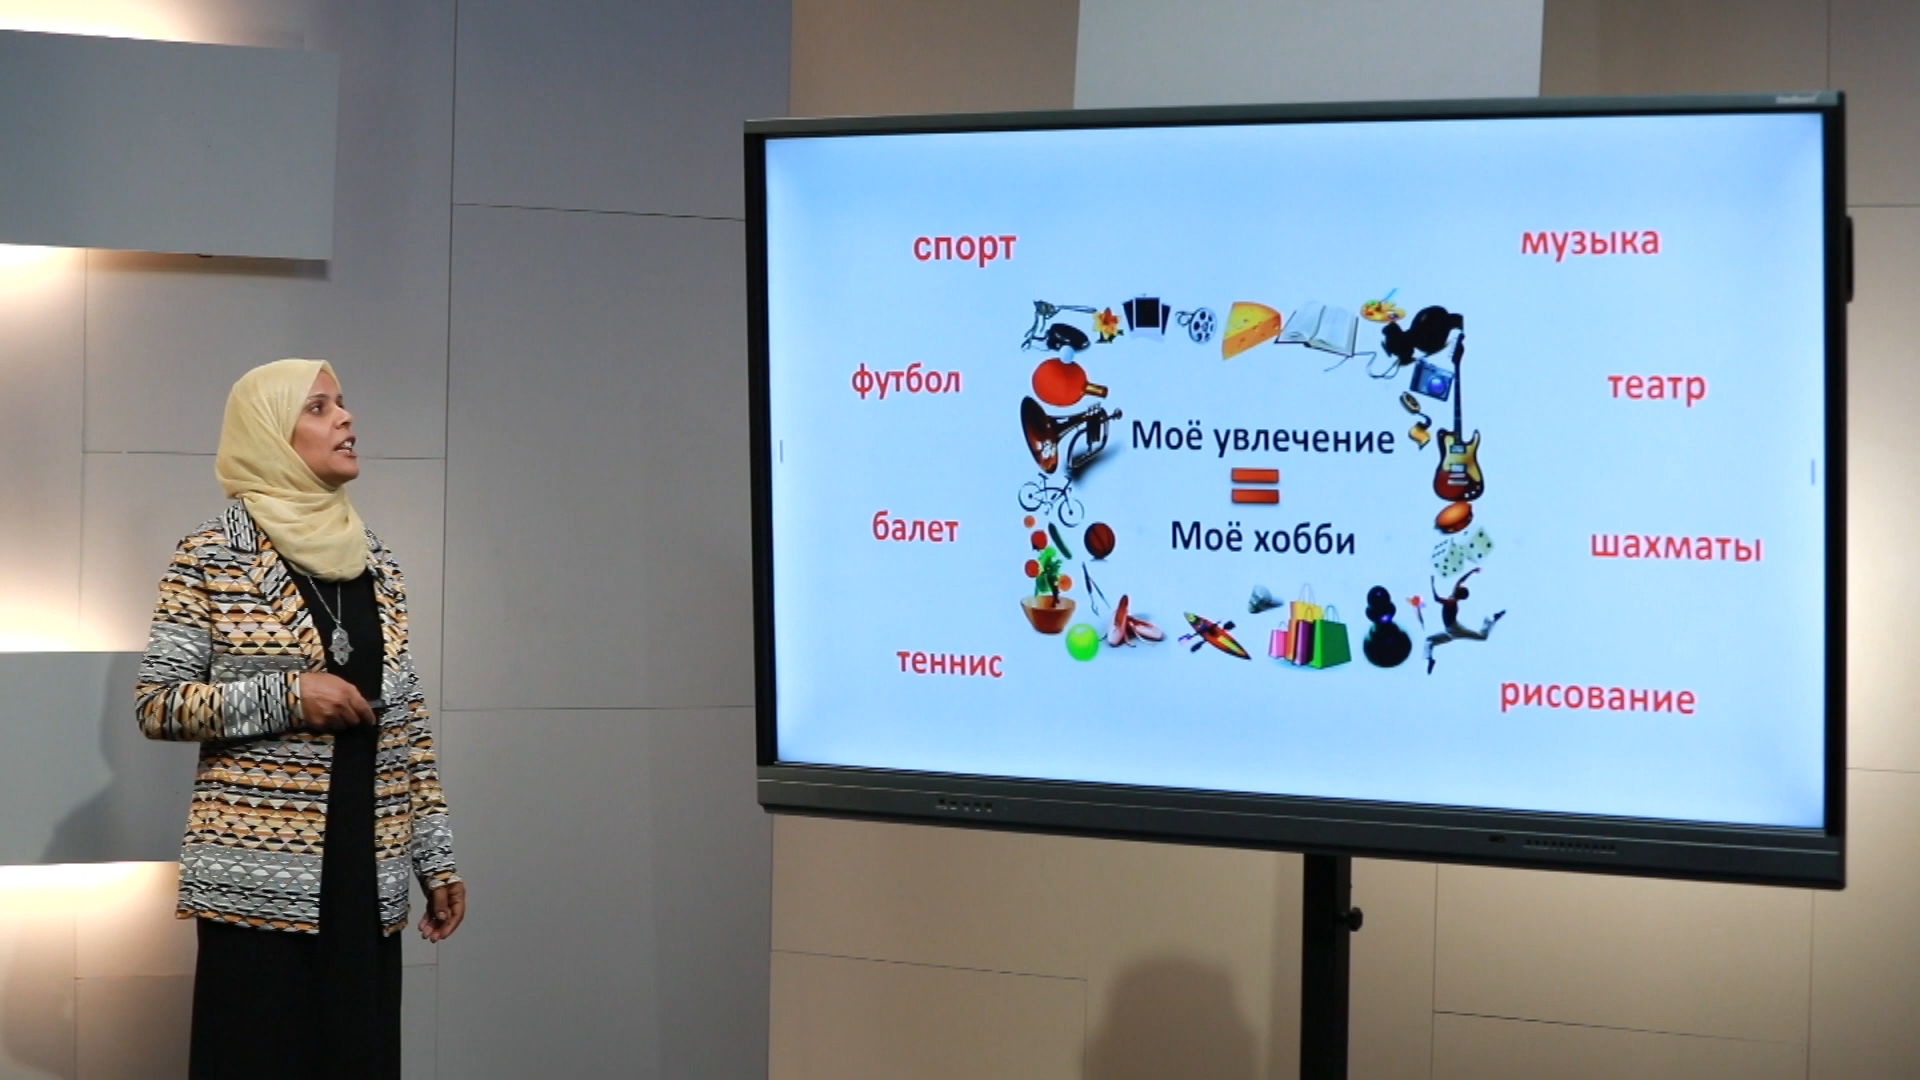 спорт
музыка
футбол
театр
Моё увлечение
=
Моё хобби
балет
шахматы
теннис
рисование